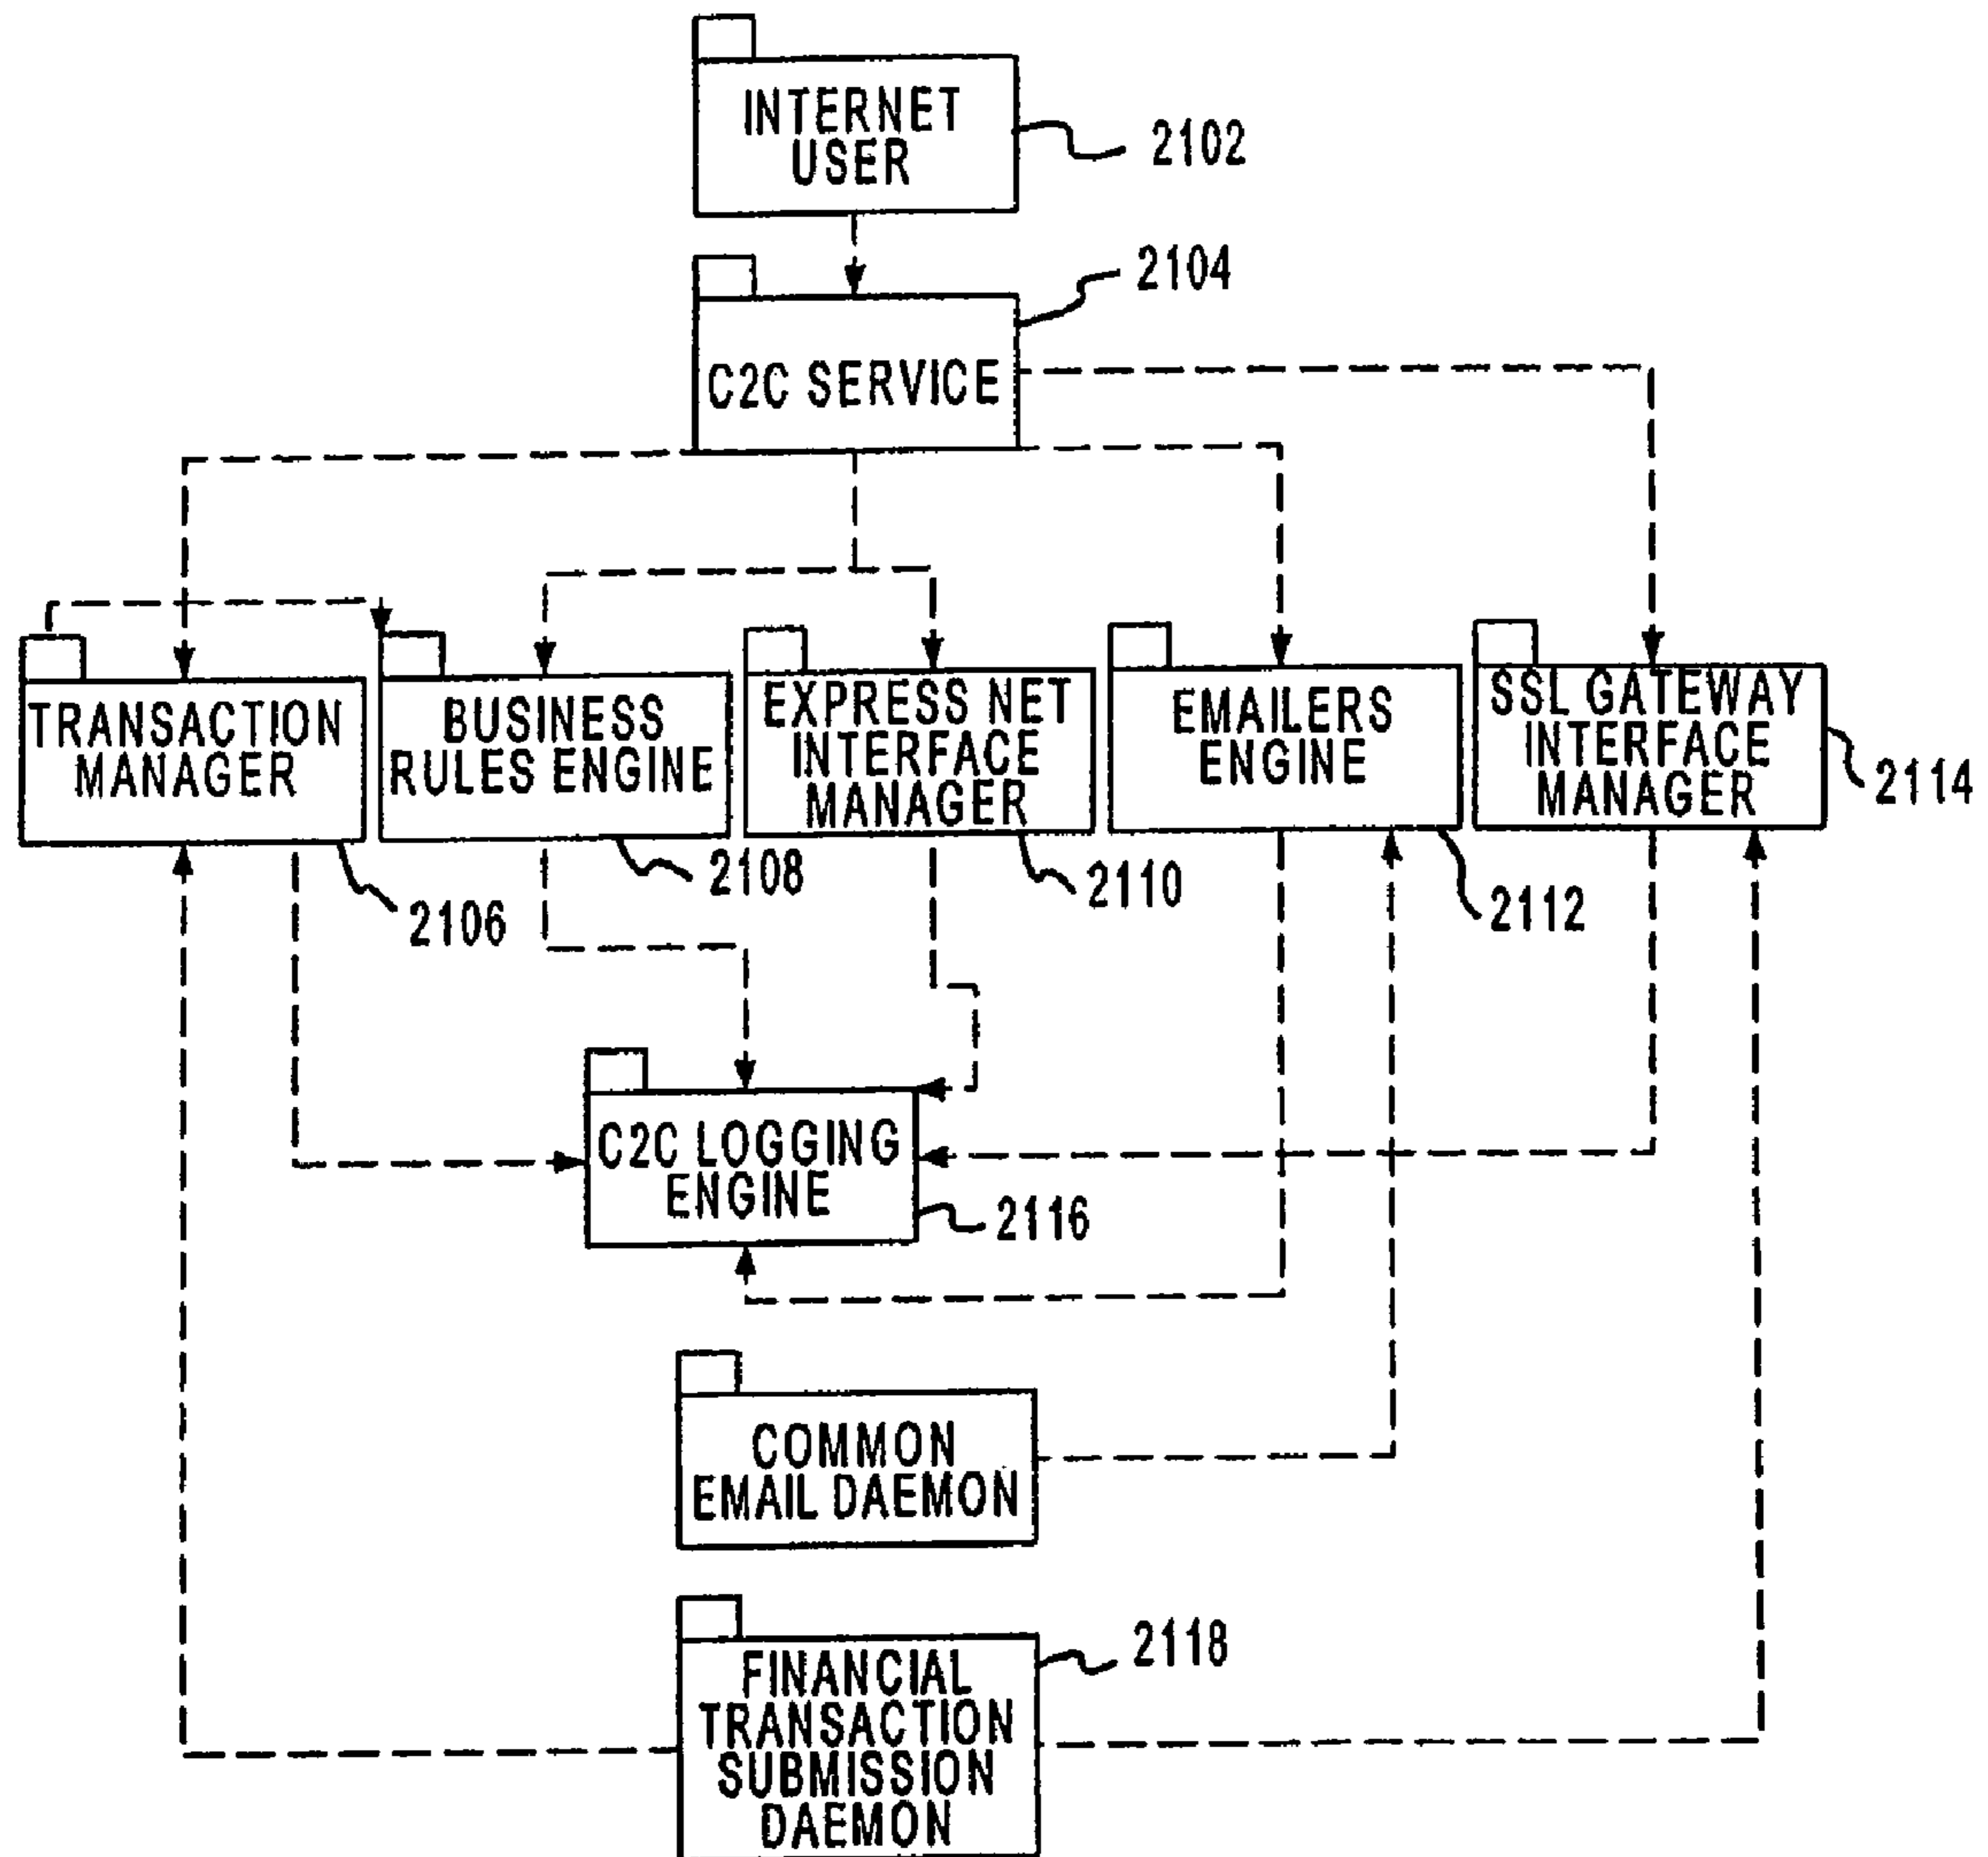 INTERNET
USER
2102
2104
C2C SERVICE
TRANSACTION
MANAGER
2106
BUSINESS
RULES ENGINE
2108
EXPRESS NET
INTERFACE
MANAGER
2110
EMAILERS
ENGINE
2112
SSL GATEWAY
INTERFACE
MANAGER
2114
C2C LOGGING
ENGINE
2116
COMMON
EMAIL DAEMON
2118
FINANCIAL
TRANSACTION
SUBMISSION
DAEMON